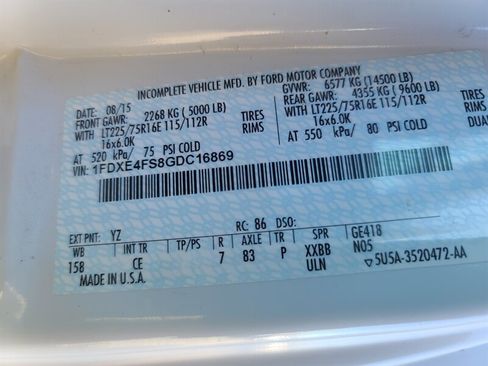 INCOMPLETE VEHICLE MFD. BY FORD MOTOR COMPANY
DATE: 08/15 GVWR: 6577 KG (14500 LB)
FRONT GAWR: 2268 KG (5000 LB) REAR GAWR: 4355 KG (9600 LB)
WITH LT225/75R16E 115/112R TIRES WITH LT225/75R16E 115/112R TIRES
16x6.0K RIMS 16x6.0K RIMS
AT 520 kPa/ 75 PSI COLD AT 550 kPa/ 80 PSI COLD DUAL
VIN: 1FDXE4FS8GDC16869
EXT PNT: YZ RC: 86 DSO:
WB INT TR TP/PS R AXLE TR SPR GE418
158 CE 7 83 P XXBB N05
ULN
MADE IN U.S.A. ▽5U5A-3520472-AA